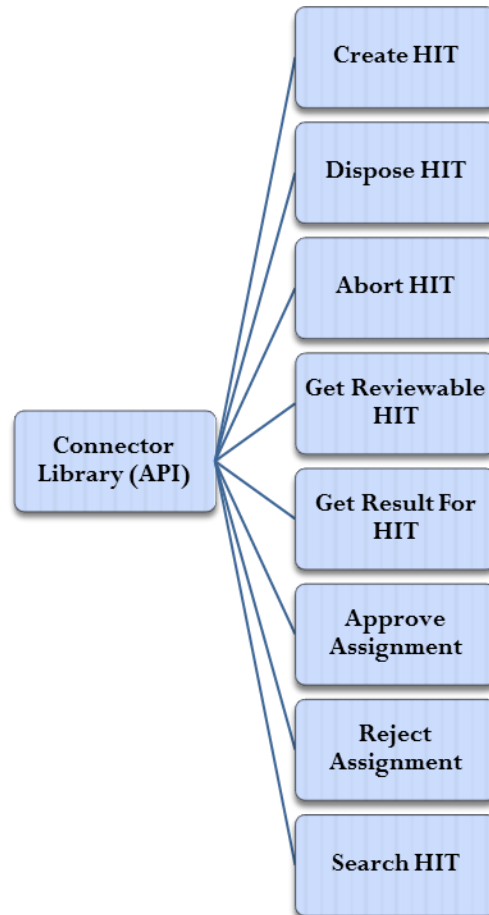 Create HIT
Dispose HIT
Abort HIT
Get Reviewable
HIT
Connector
Library (API)
Get Result For
HIT
Approve
Assignment
Reject
Assignment
Search HIT